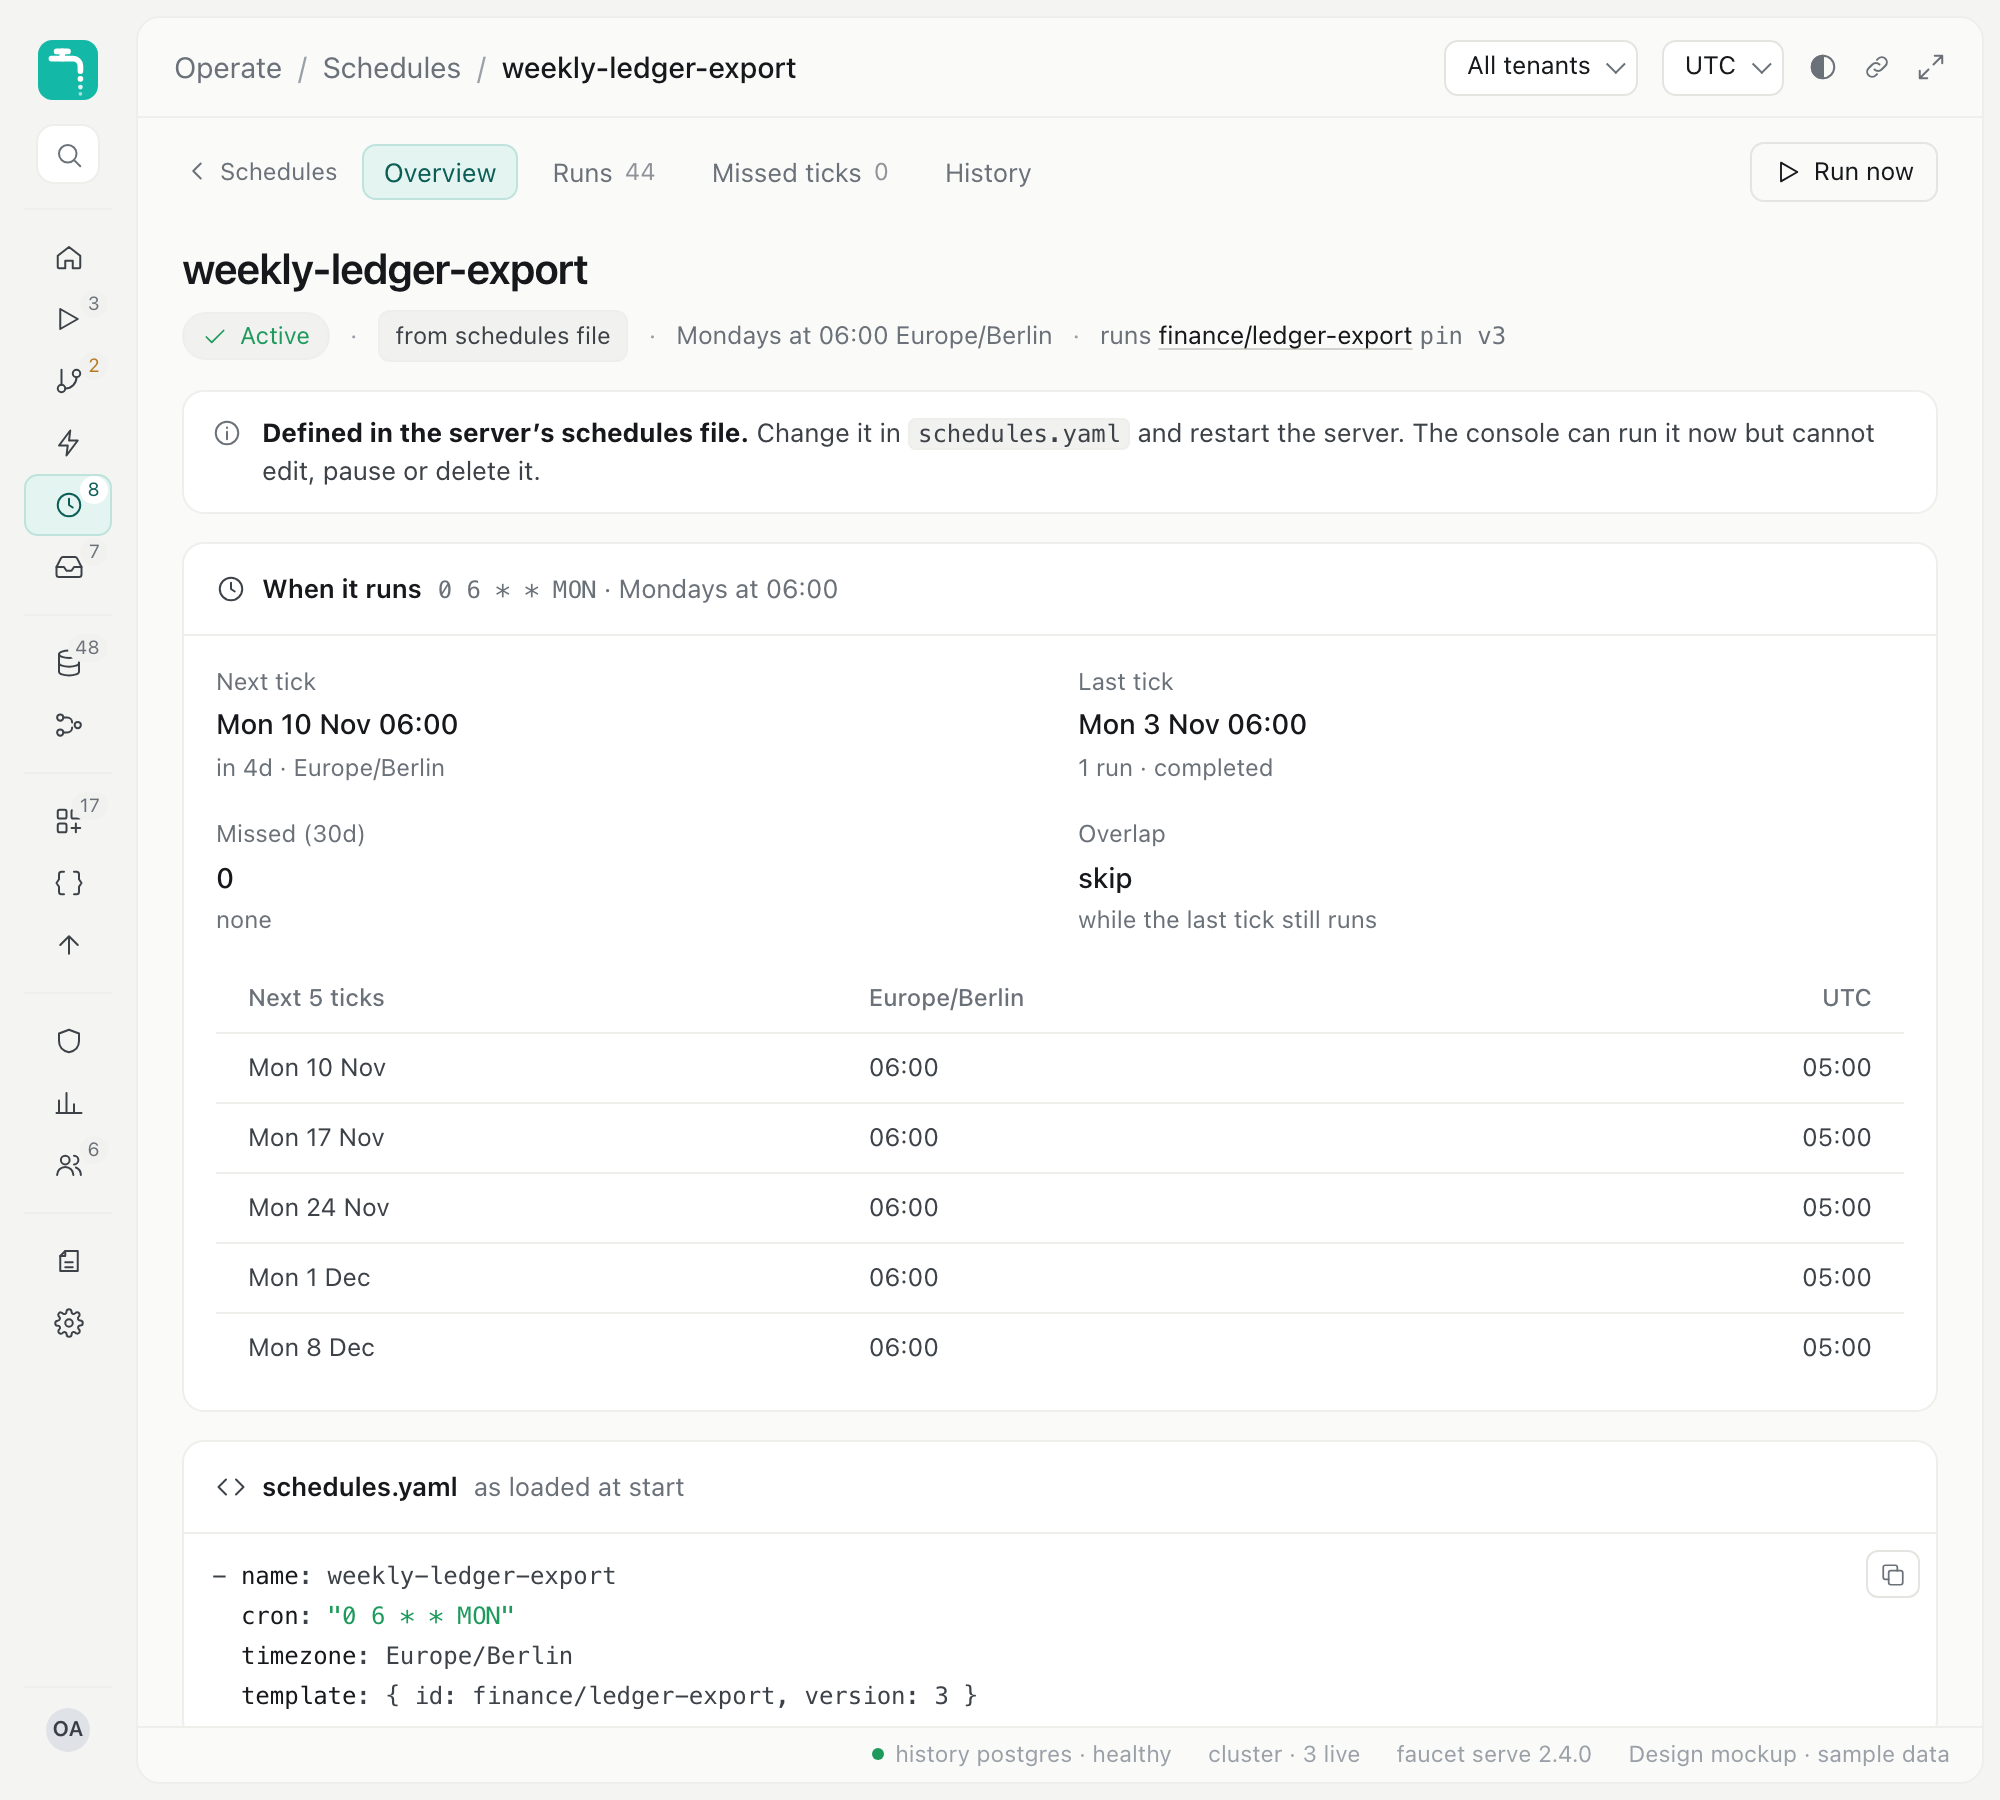 Operate / Schedules / weekly-ledger-export
All tenants
UTC
Schedules
Overview
Runs 44
Missed ticks 0
History
Run now
3
2
8
7
48
17
6
OA
weekly-ledger-export
Active · from schedules file · Mondays at 06:00 Europe/Berlin · runs finance/ledger-export pin v3
Defined in the server’s schedules file. Change it in schedules.yaml and restart the server. The console can run it now but cannot
edit, pause or delete it.
When it runs 0 6 * * MON · Mondays at 06:00
Next tick
Mon 10 Nov 06:00
in 4d · Europe/Berlin
Last tick
Mon 3 Nov 06:00
1 run · completed
Missed (30d)
0
none
Overlap
skip
while the last tick still runs
Next 5 ticks Europe/Berlin UTC
Mon 10 Nov 06:00 05:00
Mon 17 Nov 06:00 05:00
Mon 24 Nov 06:00 05:00
Mon 1 Dec 06:00 05:00
Mon 8 Dec 06:00 05:00
schedules.yaml as loaded at start
- name: weekly-ledger-export
cron: "0 6 * * MON"
timezone: Europe/Berlin
template: { id: finance/ledger-export, version: 3 }
history postgres · healthy
cluster · 3 live
faucet serve 2.4.0
Design mockup · sample data